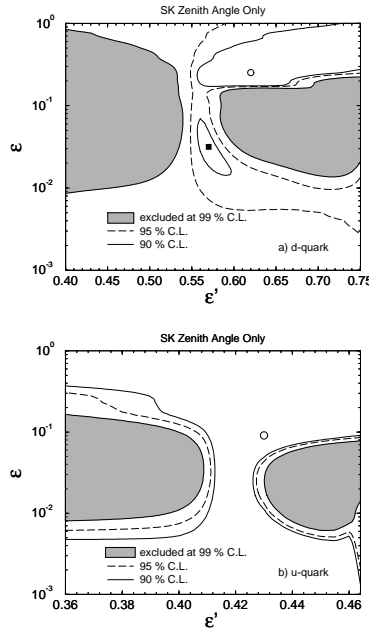 SK Zenith Angle Only
10⁰
10⁻¹
10⁻²
10⁻³
ε
excluded at 99 % C.L.
95 % C.L.
90 % C.L.
a) d-quark
0.40 0.45 0.50 0.55 0.60 0.65 0.70 0.75
ε'
SK Zenith Angle Only
10⁰
10⁻¹
10⁻²
10⁻³
ε
excluded at 99 % C.L.
95 % C.L.
90 % C.L.
b) u-quark
0.36 0.38 0.40 0.42 0.44 0.46
ε'